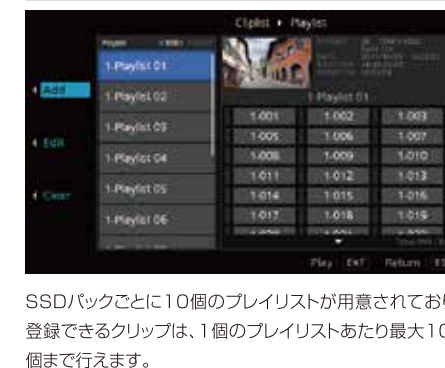 Cliplist Playlist
Add
Edit
Clear
1-Playlist 01
1-Playlist 02
1-Playlist 03
1-Playlist 04
1-Playlist 05
1-Playlist 06
1-Playlist 01
1-001 1-002 1-003
1-005 1-006 1-007
1-008 1-009 1-010
1-011 1-012 1-013
1-014 1-015 1-016
1-017 1-018 1-019
Play ENT Return
SSDパックごとに10個のプレイリストが用意されてお
登録できるクリップは、1個のプレイリストあたり最大10
個まで行えます。